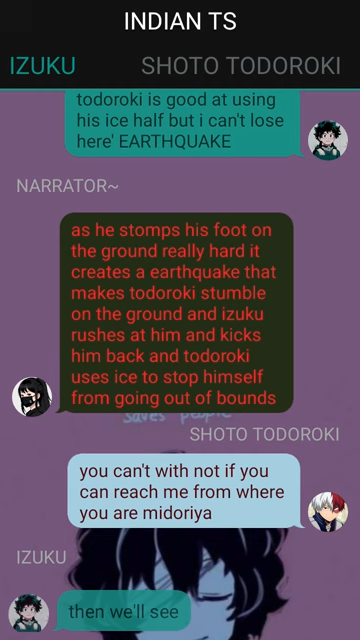 INDIAN TS
IZUKU SHOTO TODOROKI
todoroki is good at using
his ice half but i can't lose
here' EARTHQUAKE
NARRATOR~
as he stomps his foot on
the ground really hard it
creates a earthquake that
makes todoroki stumble
on the ground and izuku
rushes at him and kicks
him back and todoroki
uses ice to stop himself
from going out of bounds
saves people
SHOTO TODOROKI
you can't with not if you
can reach me from where
you are midoriya
IZUKU
then we'll see